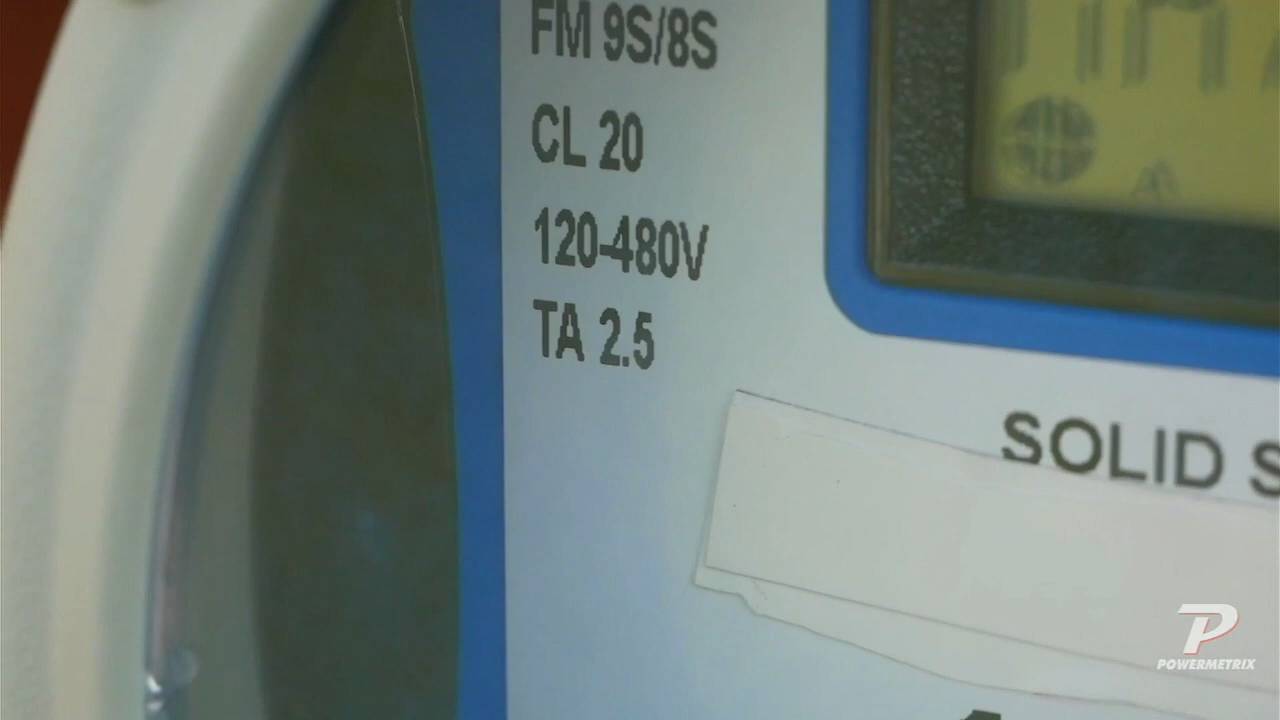 FM 9S/8S
CL 20
120-480V
TA 2.5
SOLID S
P
POWERMETRIX